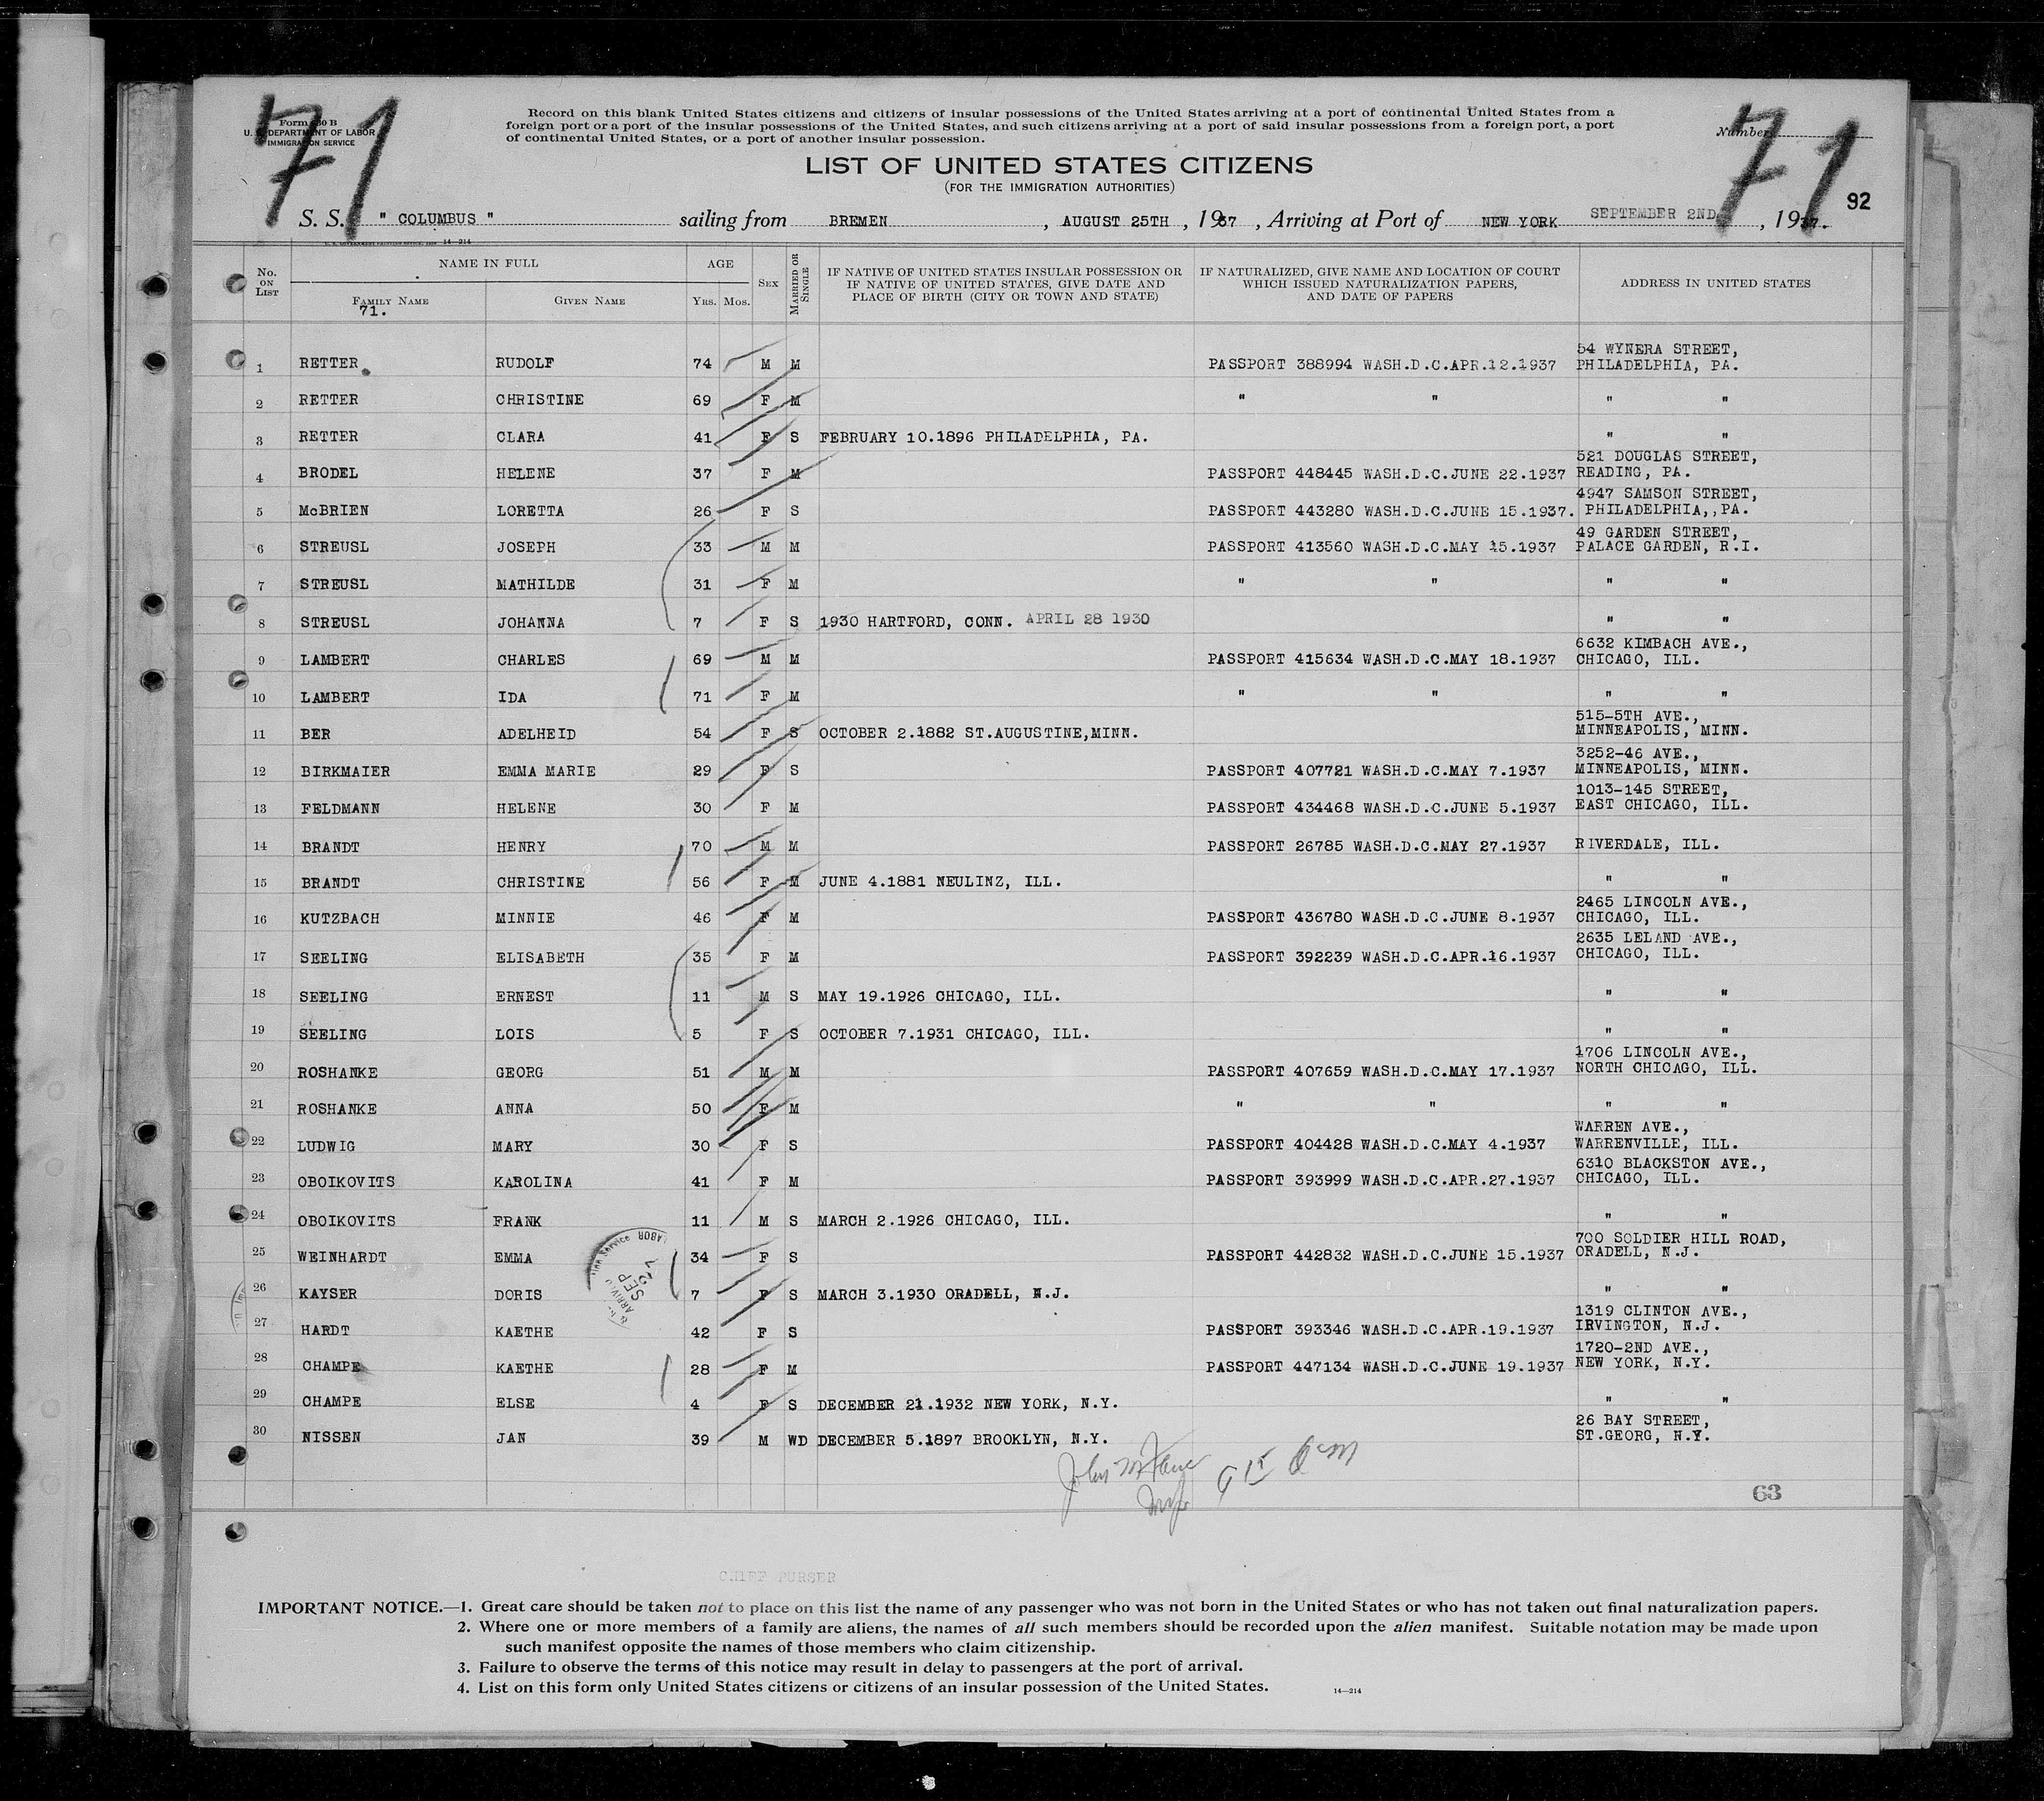 71
71
Form 630 B
U. S. DEPARTMENT OF LABOR
IMMIGRATION SERVICE
Record on this blank United States citizens and citizens of insular possessions of the United States arriving at a port of continental United States from a
foreign port or a port of the insular possessions of the United States, and such citizens arriving at a port of said insular possessions from a foreign port, a port
of continental United States, or a port of another insular possession.
Number
LIST OF UNITED STATES CITIZENS
(FOR THE IMMIGRATION AUTHORITIES)
92
S. S. " COLUMBUS " sailing from BREMEN , AUGUST 25TH , 1937 , Arriving at Port of NEW YORK SEPTEMBER 2ND , 1937.
No. ON LIST NAME IN FULL AGE SEX MARRIED OR SINGLE IF NATIVE OF UNITED STATES INSULAR POSSESSION OR IF NATIVE OF UNITED STATES, GIVE DATE AND PLACE OF BIRTH (CITY OR TOWN AND STATE) IF NATURALIZED, GIVE NAME AND LOCATION OF COURT WHICH ISSUED NATURALIZATION PAPERS, AND DATE OF PAPERS ADDRESS IN UNITED STATES
FAMILY NAME GIVEN NAME YRS. MOS.
71.
1 RETTER RUDOLF 74 M M PASSPORT 388994 WASH.D.C.APR.12.1937 54 WYNERA STREET, PHILADELPHIA, PA.
2 RETTER CHRISTINE 69 F M " " " "
3 RETTER CLARA 41 F S FEBRUARY 10.1896 PHILADELPHIA, PA. " "
4 BRODEL HELENE 37 F M PASSPORT 448445 WASH.D.C.JUNE 22.1937 521 DOUGLAS STREET, READING, PA.
5 McBRIEN LORETTA 26 F S PASSPORT 443280 WASH.D.C.JUNE 15.1937. 4947 SAMSON STREET, PHILADELPHIA,,PA.
6 STREUSL JOSEPH 33 M M PASSPORT 413560 WASH.D.C.MAY 15.1937 49 GARDEN STREET, PALACE GARDEN, R.I.
7 STREUSL MATHILDE 31 F M " " " "
8 STREUSL JOHANNA 7 F S 1930 HARTFORD, CONN. APRIL 28 1930 " "
9 LAMBERT CHARLES 69 M M PASSPORT 415634 WASH.D.C.MAY 18.1937 6632 KIMBACH AVE., CHICAGO, ILL.
10 LAMBERT IDA 71 F M " " " "
11 BER ADELHEID 54 F S OCTOBER 2.1882 ST.AUGUSTINE,MINN. 515-5TH AVE., MINNEAPOLIS, MINN.
12 BIRKMAIER EMMA MARIE 29 F S PASSPORT 407721 WASH.D.C.MAY 7.1937 3252-46 AVE., MINNEAPOLIS, MINN.
13 FELDMANN HELENE 30 F M PASSPORT 434468 WASH.D.C.JUNE 5.1937 1013-145 STREET, EAST CHICAGO, ILL.
14 BRANDT HENRY 70 M M PASSPORT 26785 WASH.D.C.MAY 27.1937 RIVERDALE, ILL.
15 BRANDT CHRISTINE 56 F M JUNE 4.1881 NEULINZ, ILL. " "
16 KUTZBACH MINNIE 46 F M PASSPORT 436780 WASH.D.C.JUNE 8.1937 2465 LINCOLN AVE., CHICAGO, ILL.
17 SEELING ELISABETH 35 F M PASSPORT 392239 WASH.D.C.APR.16.1937 2635 LELAND AVE., CHICAGO, ILL.
18 SEELING ERNEST 11 M S MAY 19.1926 CHICAGO, ILL. " "
19 SEELING LOIS 5 F S OCTOBER 7.1931 CHICAGO, ILL. " "
20 ROSHANKE GEORG 51 M M PASSPORT 407659 WASH.D.C.MAY 17.1937 1706 LINCOLN AVE., NORTH CHICAGO, ILL.
21 ROSHANKE ANNA 50 F M " " " "
22 LUDWIG MARY 30 F S PASSPORT 404428 WASH.D.C.MAY 4.1937 WARREN AVE., WARRENVILLE, ILL.
23 OBOIKOVITS KAROLINA 41 F M PASSPORT 393999 WASH.D.C.APR.27.1937 6310 BLACKSTON AVE., CHICAGO, ILL.
24 OBOIKOVITS FRANK 11 M S MARCH 2.1926 CHICAGO, ILL. " "
25 WEINHARDT EMMA 34 F S PASSPORT 442832 WASH.D.C.JUNE 15.1937 700 SOLDIER HILL ROAD, ORADELL, N.J.
26 KAYSER DORIS 7 F S MARCH 3.1930 ORADELL, N.J. " "
27 HARDT KAETHE 42 F S PASSPORT 393346 WASH.D.C.APR.19.1937 1319 CLINTON AVE., IRVINGTON, N.J.
28 CHAMPE KAETHE 28 F M PASSPORT 447134 WASH.D.C.JUNE 19.1937 1720-2ND AVE., NEW YORK, N.Y.
29 CHAMPE ELSE 4 F S DECEMBER 21.1932 NEW YORK, N.Y. " "
30 NISSEN JAN 39 M WD DECEMBER 5.1897 BROOKLYN, N.Y. 26 BAY STREET, ST.GEORG, N.Y.
SEP
John
63
CHIEF PURSER
IMPORTANT NOTICE.—1. Great care should be taken not to place on this list the name of any passenger who was not born in the United States or who has not taken out final naturalization papers.
2. Where one or more members of a family are aliens, the names of all such members should be recorded upon the alien manifest. Suitable notation may be made upon
such manifest opposite the names of those members who claim citizenship.
3. Failure to observe the terms of this notice may result in delay to passengers at the port of arrival.
4. List on this form only United States citizens or citizens of an insular possession of the United States.
14—214